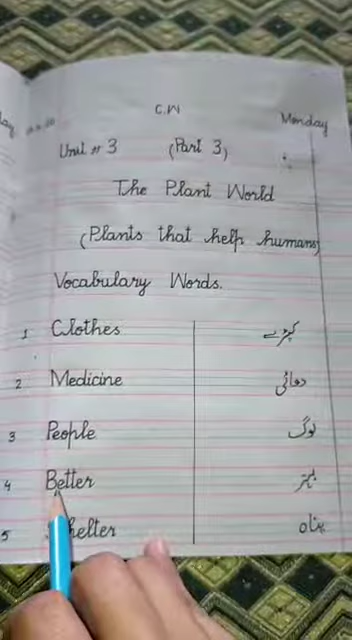 C.W
Monday
Unit # 3 (Part 3)
The Plant World
(Plants that help humans)
Vocabulary Words.
1 Clothes کپڑے
2 Medicine دوائی
3 People لوگ
4 Better بہتر
5 Shelter پناہ